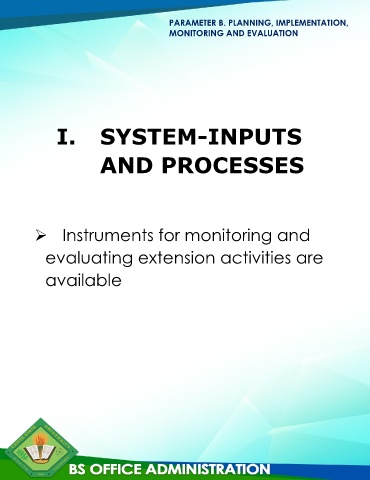 PARAMETER B. PLANNING, IMPLEMENTATION,
MONITORING AND EVALUATION
I. SYSTEM-INPUTS
AND PROCESSES
➢ Instruments for monitoring and
evaluating extension activities are
available
BS OFFICE ADMINISTRATION